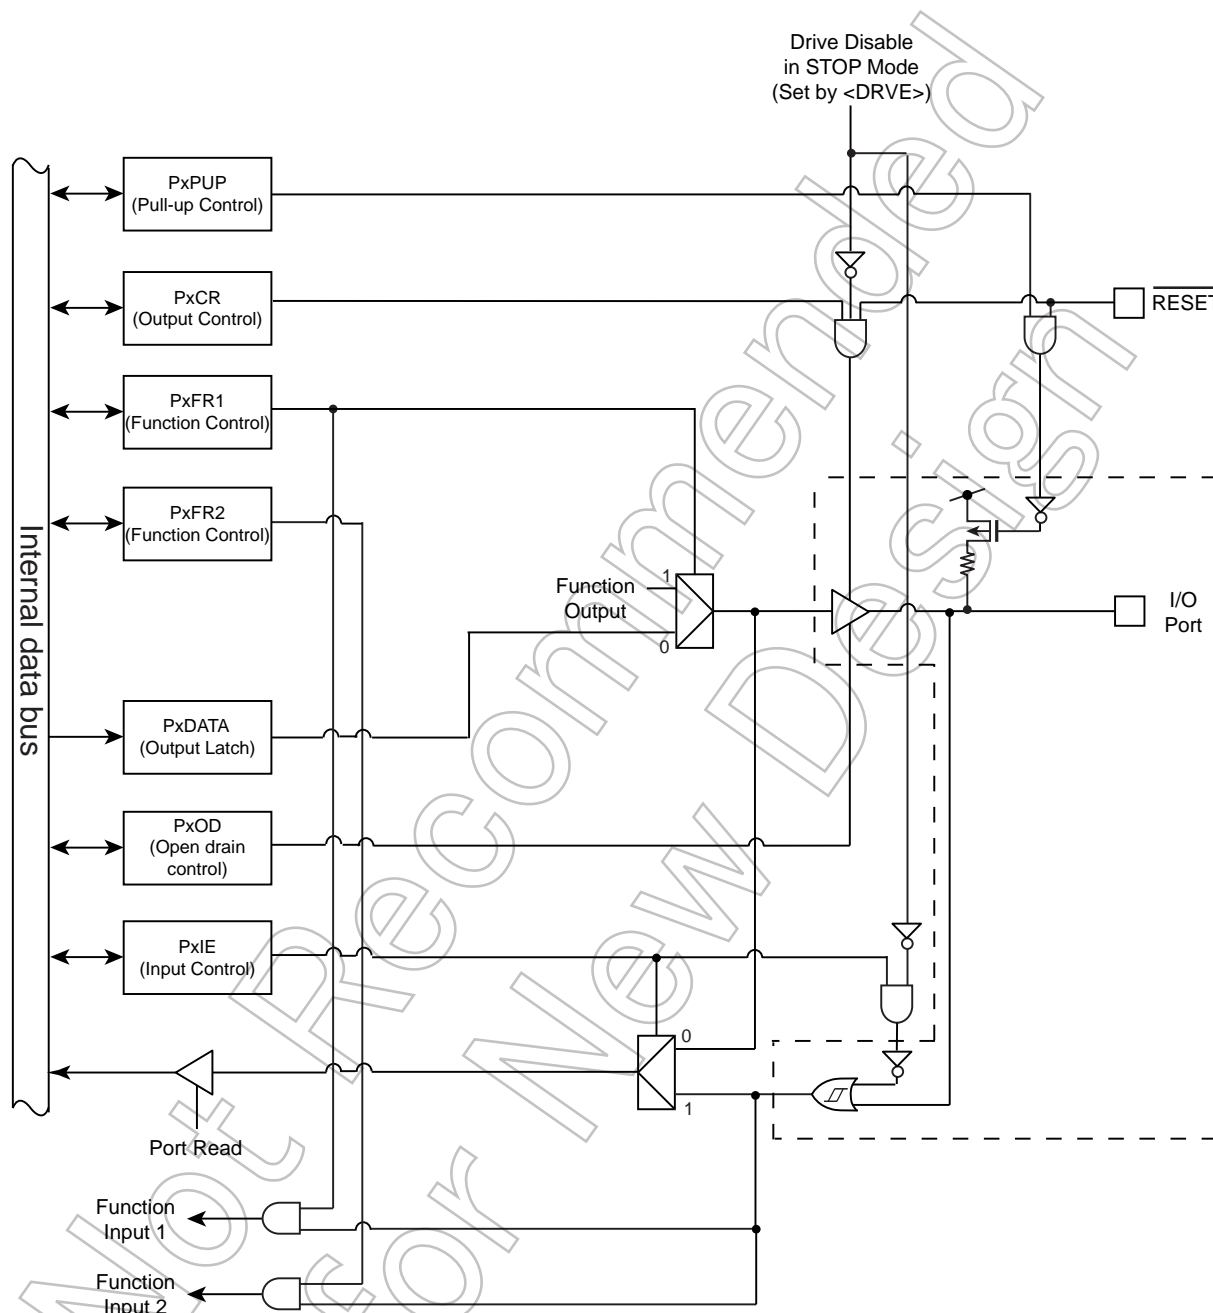 Drive Disable
in STOP Mode
(Set by <DRVE>)
PxPUP
(Pull-up Control)
PxCR
(Output Control)
RESET
PxFR1
(Function Control)
PxFR2
(Function Control)
Internal data bus
Function
Output
1
0
I/O
Port
PxDATA
(Output Latch)
PxOD
(Open drain
control)
PxIE
(Input Control)
0
1
Port Read
Function
Input 1
Function
Input 2
Not Recommended
for New Design